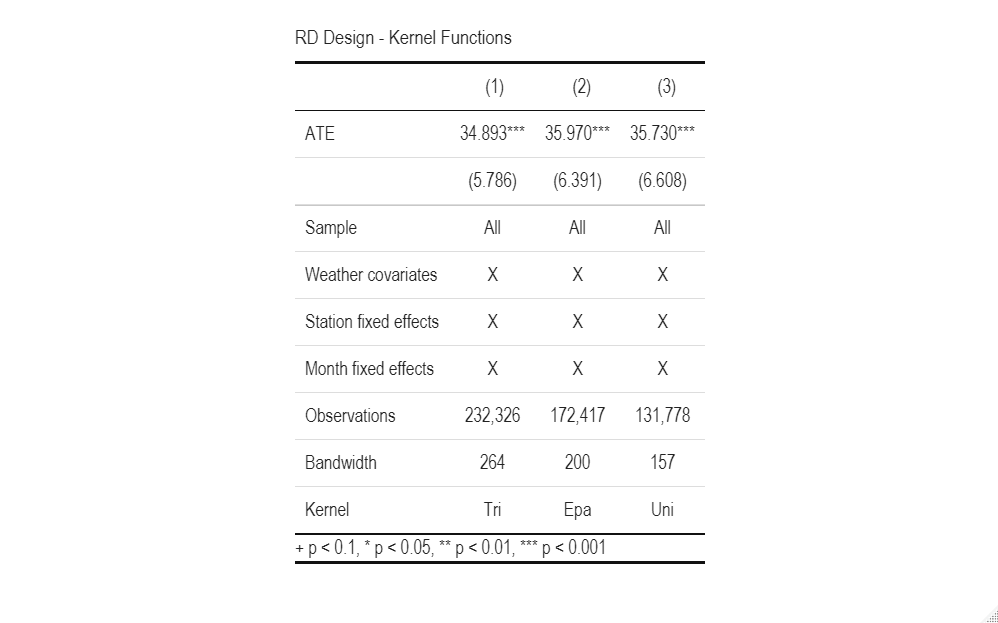 RD Design - Kernel Functions
(1) (2) (3)
ATE 34.893*** 35.970*** 35.730***
(5.786) (6.391) (6.608)
Sample All All All
Weather covariates X X X
Station fixed effects X X X
Month fixed effects X X X
Observations 232,326 172,417 131,778
Bandwidth 264 200 157
Kernel Tri Epa Uni
+ p < 0.1, * p < 0.05, ** p < 0.01, *** p < 0.001